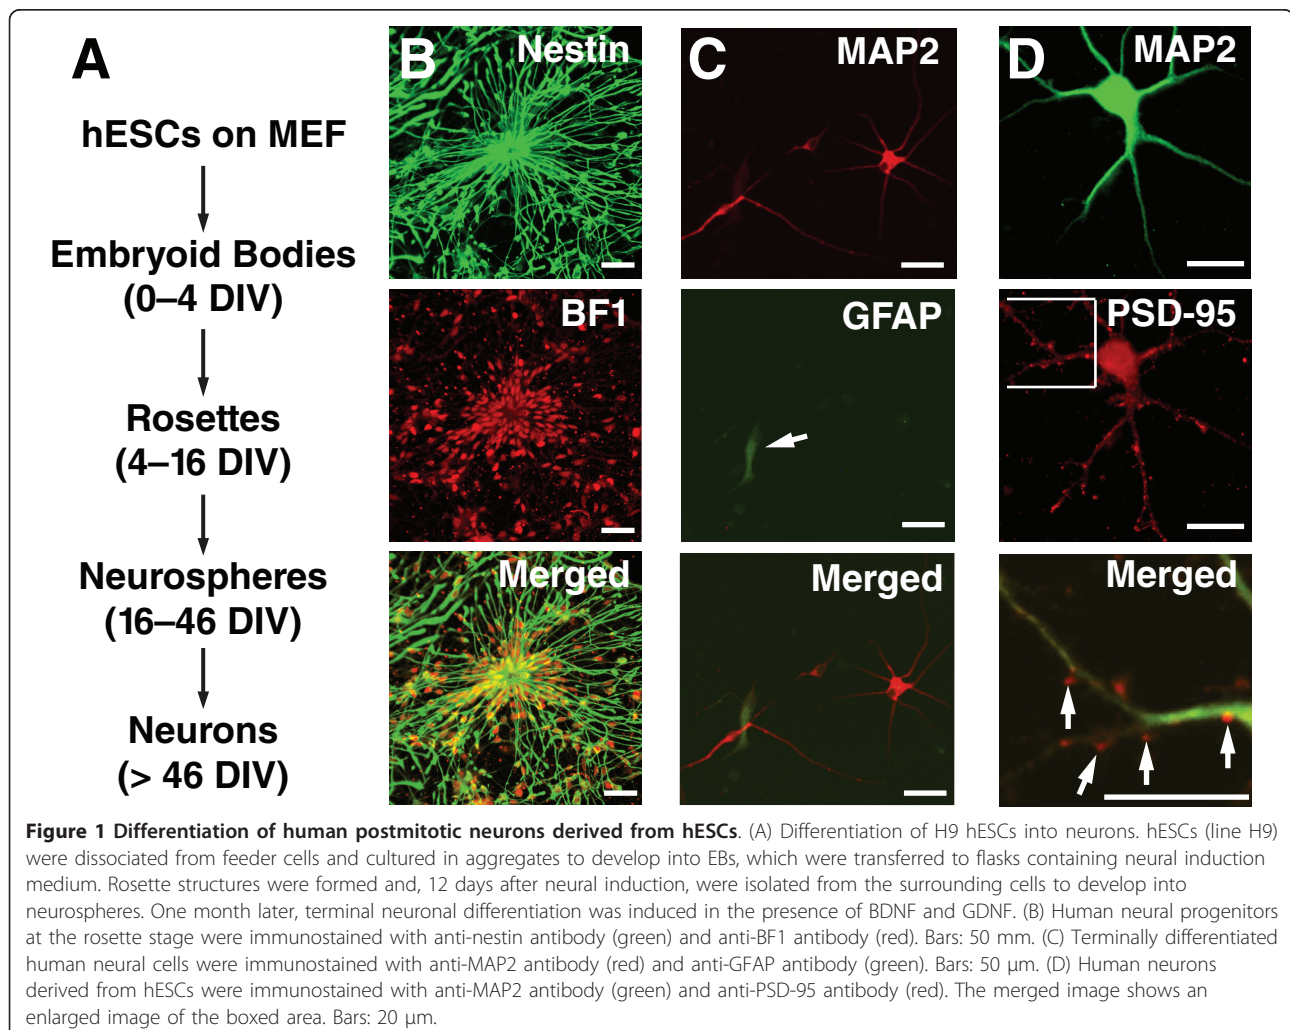 A
hESCs on MEF
Embryoid Bodies
(0–4 DIV)
Rosettes
(4–16 DIV)
Neurospheres
(16–46 DIV)
Neurons
(> 46 DIV)
B
Nestin
BF1
Merged
C
MAP2
GFAP
Merged
D
MAP2
PSD-95
Merged
Figure 1 Differentiation of human postmitotic neurons derived from hESCs. (A) Differentiation of H9 hESCs into neurons. hESCs (line H9)
were dissociated from feeder cells and cultured in aggregates to develop into EBs, which were transferred to flasks containing neural induction
medium. Rosette structures were formed and, 12 days after neural induction, were isolated from the surrounding cells to develop into
neurospheres. One month later, terminal neuronal differentiation was induced in the presence of BDNF and GDNF. (B) Human neural progenitors
at the rosette stage were immunostained with anti-nestin antibody (green) and anti-BF1 antibody (red). Bars: 50 mm. (C) Terminally differentiated
human neural cells were immunostained with anti-MAP2 antibody (red) and anti-GFAP antibody (green). Bars: 50 μm. (D) Human neurons
derived from hESCs were immunostained with anti-MAP2 antibody (green) and anti-PSD-95 antibody (red). The merged image shows an
enlarged image of the boxed area. Bars: 20 μm.